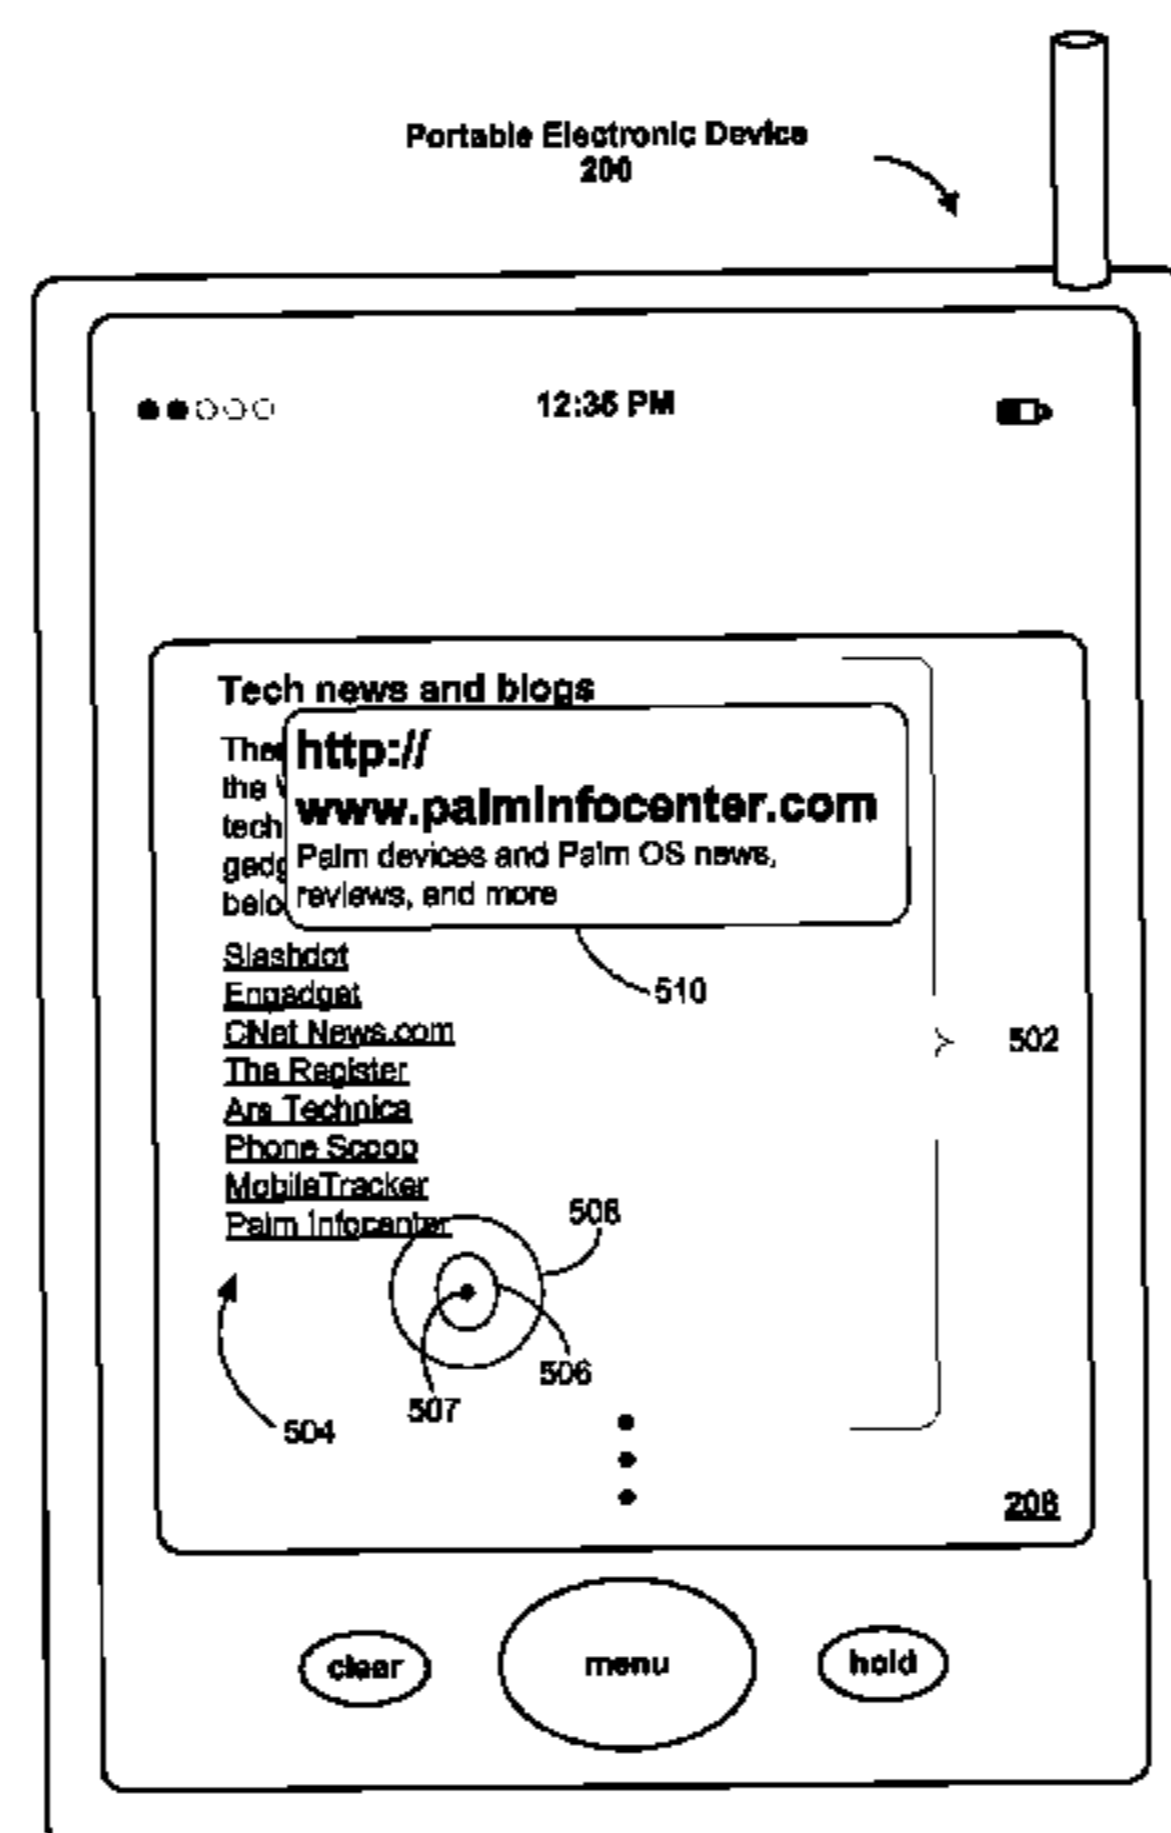 Portable Electronic Device
200
12:35 PM
Tech news and blogs
http://
www.palminfocenter.com
Palm devices and Palm OS news,
reviews, and more
the
tech
Slashdot
Engadget
CNet News.com
The Register
Ars Technica
Phone Scoop
MobileTracker
Palm Infocenter
510
502
508
506
507
504
208
clear
menu
hold